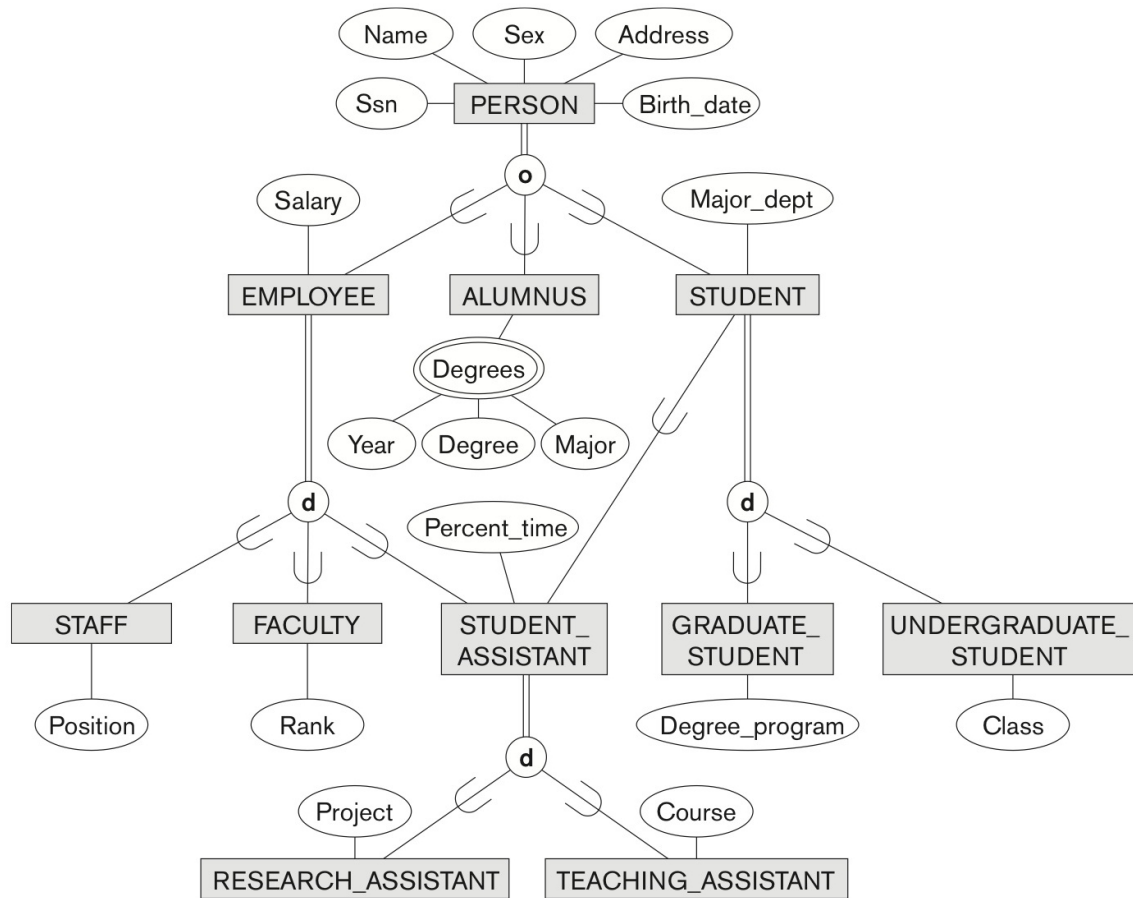 Name
Sex
Address
Ssn
PERSON
Birth_date
o
Salary
Major_dept
EMPLOYEE
ALUMNUS
STUDENT
Degrees
Year
Degree
Major
d
d
Percent_time
STAFF
FACULTY
STUDENT_
ASSISTANT
GRADUATE_
STUDENT
UNDERGRADUATE_
STUDENT
Position
Rank
Degree_program
Class
d
Project
Course
RESEARCH_ASSISTANT
TEACHING_ASSISTANT